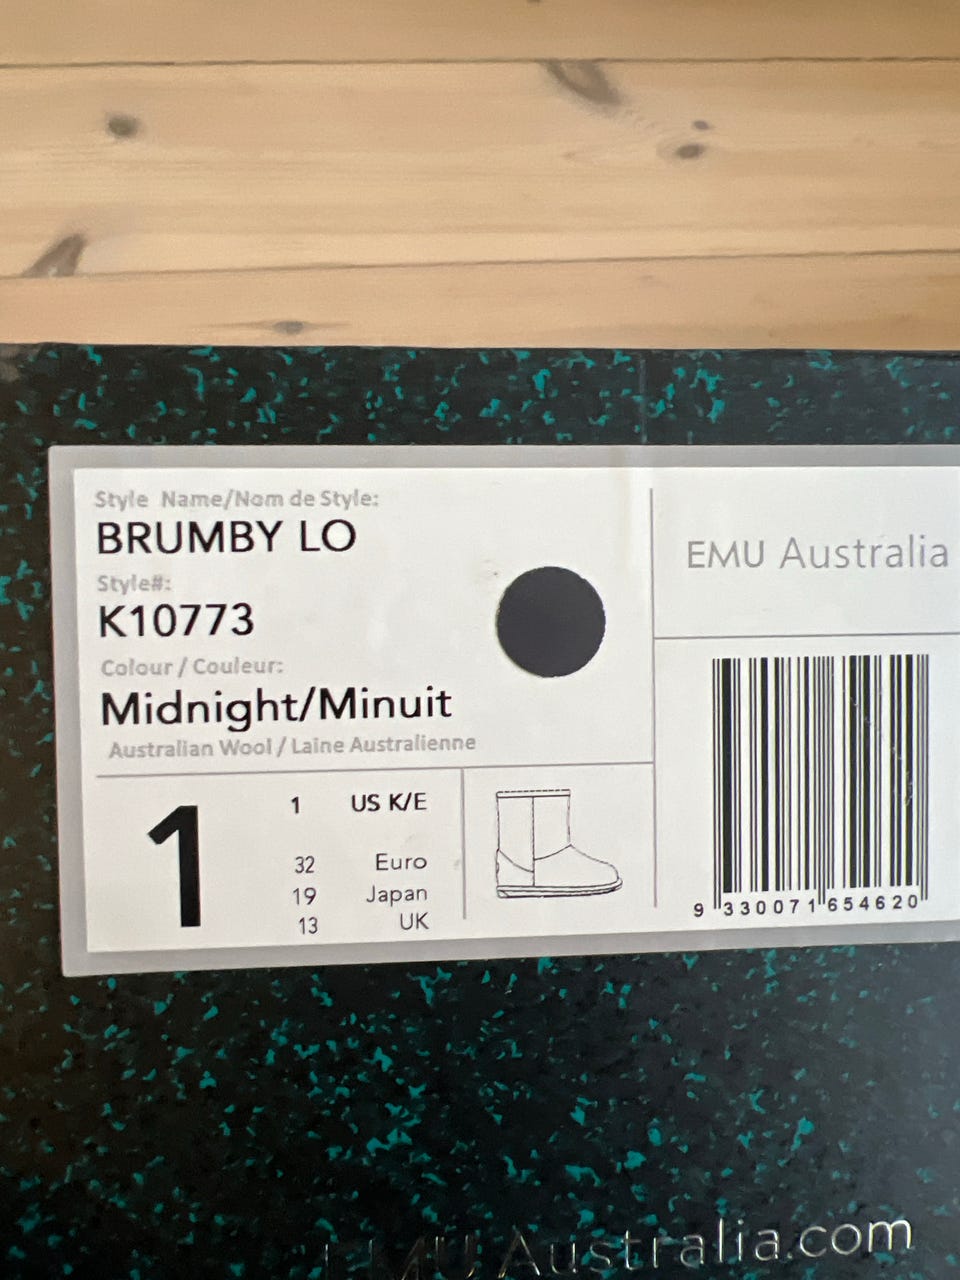 Style Name/Nom de Style:
BRUMBY LO
Style#:
K10773
Colour / Couleur:
Midnight/Minuit
Australian Wool / Laine Australienne
EMU Australia
1
1 US K/E
32 Euro
19 Japan
13 UK
9 330071 654620
EMU Australia.com